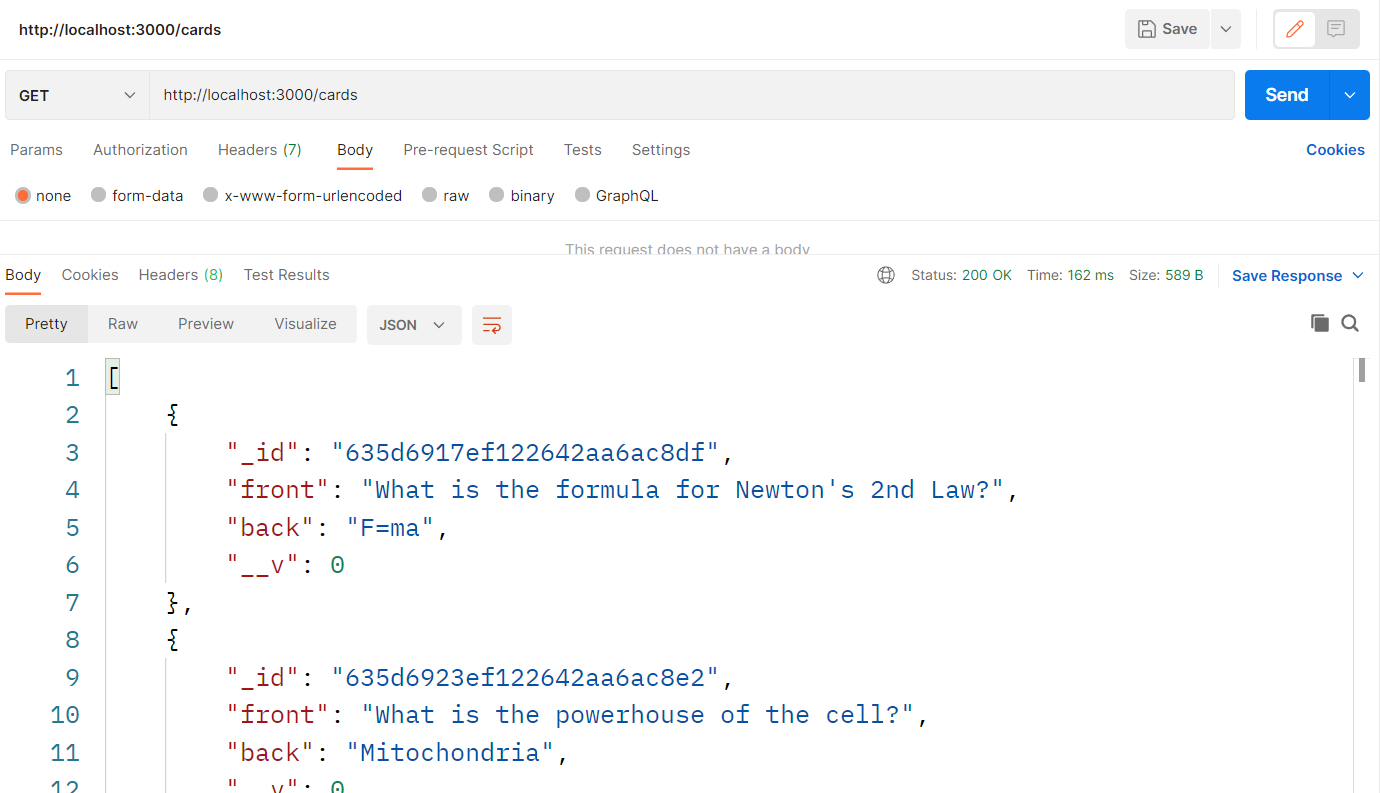 http://localhost:3000/cards Save
GET http://localhost:3000/cards Send
Params Authorization Headers (7) Body Pre-request Script Tests Settings Cookies
none form-data x-www-form-urlencoded raw binary GraphQL
This request does not have a body
Body Cookies Headers (8) Test Results Status: 200 OK Time: 162 ms Size: 589 B Save Response
Pretty Raw Preview Visualize JSON
1 [
2 {
3 "_id": "635d6917ef122642aa6ac8df",
4 "front": "What is the formula for Newton's 2nd Law?",
5 "back": "F=ma",
6 "__v": 0
7 },
8 {
9 "_id": "635d6923ef122642aa6ac8e2",
10 "front": "What is the powerhouse of the cell?",
11 "back": "Mitochondria",
12 "__v": 0